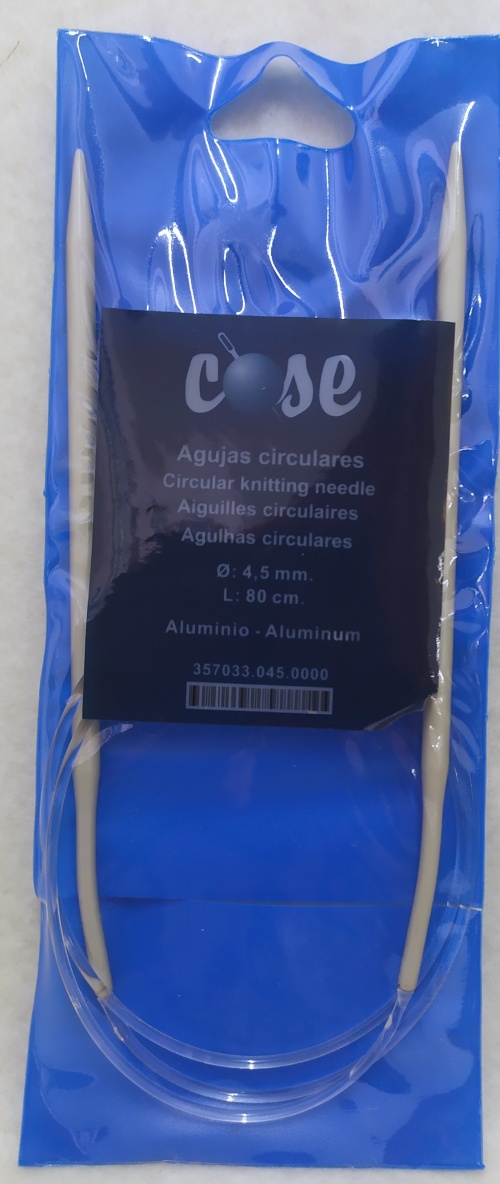 cose
Agujas circulares
Circular knitting needle
Aiguilles circulaires
Agulhas circulares
Ø: 4,5 mm.
L: 80 cm.
Aluminio - Aluminum
357033.045.0000